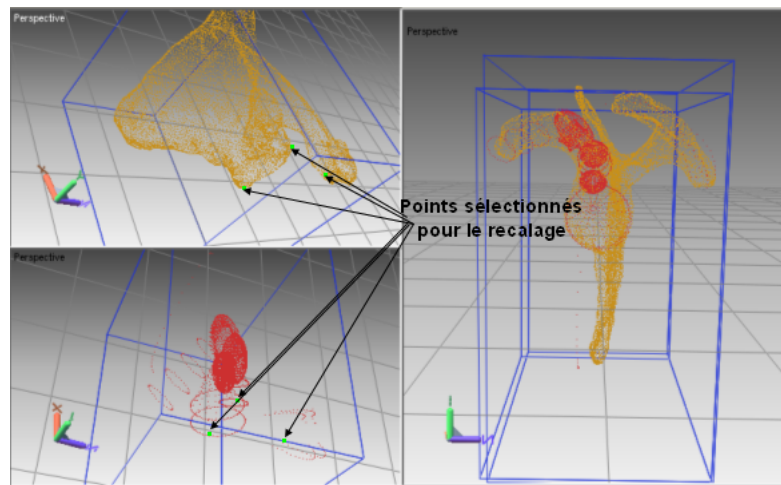 Perspective
Perspective
Points sélectionnés
pour le recalage
Perspective